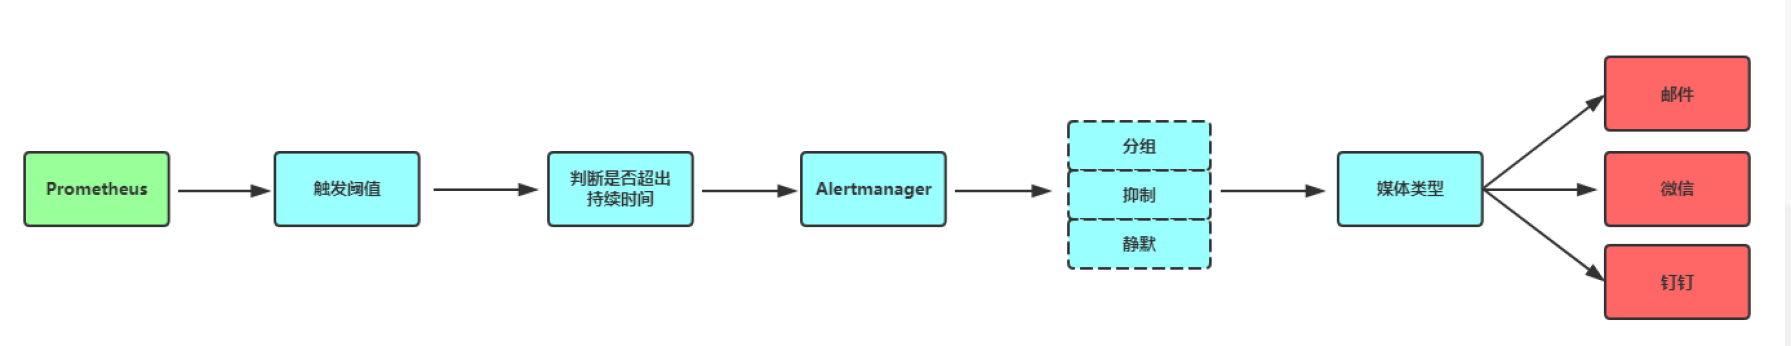 Prometheus
触发阈值
判断是否超出
持续时间
Alertmanager
分组
抑制
静默
媒体类型
邮件
微信
钉钉